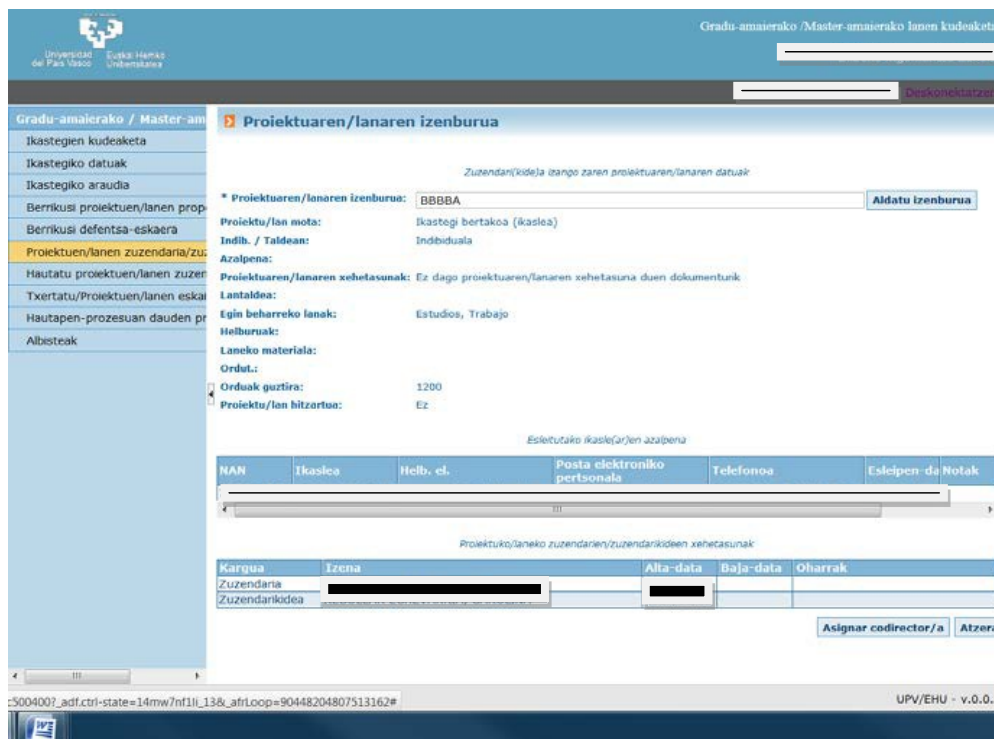 Gradu-amaierako /Master-amaierako lanen kudeaketa
Universidad del País Vasco
Euskal Herriko Unibertsitatea
Deskonektatzen
Gradu-amaierako / Master-am
Ikastegien kudeaketa
Ikastegiko datuak
Ikastegiko araudia
Berrikusi proiektuen/lanen prop
Berrikusi defentsa-eskaera
Proiektuen/lanen zuzendaria/zu
Hautatu proiektuen/lanen zuzen
Txertatu/Proiektuen/lanen eska
Hautapen-prozesuan dauden pr
Albisteak
Proiektuaren/lanaren izenburua
Zuzendari(kide)a izango zaren proiektuaren/lanaren datuak
* Proiektuaren/lanaren izenburua: BBBBA Aldatu izenburua
Proiektu/lan mota: Ikastegi bertakoa (ikaslea)
Indib. / Taldean: Indibiduala
Azalpena:
Proiektuaren/lanaren xehetasunak: Ez dago proiektuaren/lanaren xehetasuna duen dokumenturik
Lantaldea:
Egin beharreko lanak: Estudios, Trabajo
Helburuak:
Laneko materiala:
Ordut.:
Orduak guztira: 1200
Proiektu/lan hitzartua: Ez
Esleitutako ikasle(ar)en azalpena
NAN Ikaslea Helb. el. Posta elektroniko pertsonala Telefonoa Esleipen-da Notak
Proiektuko/laneko zuzendarien/zuzendarikideen xehetasunak
Kargua Izena Alta-data Baja-data Oharrak
Zuzendaria
Zuzendarikidea
Asignar codirector/a Atzera
c500400?_adf.ctrl-state=14mw7nf1li_13&_afrLoop=90448204807513162#
UPV/EHU - v.0.0.